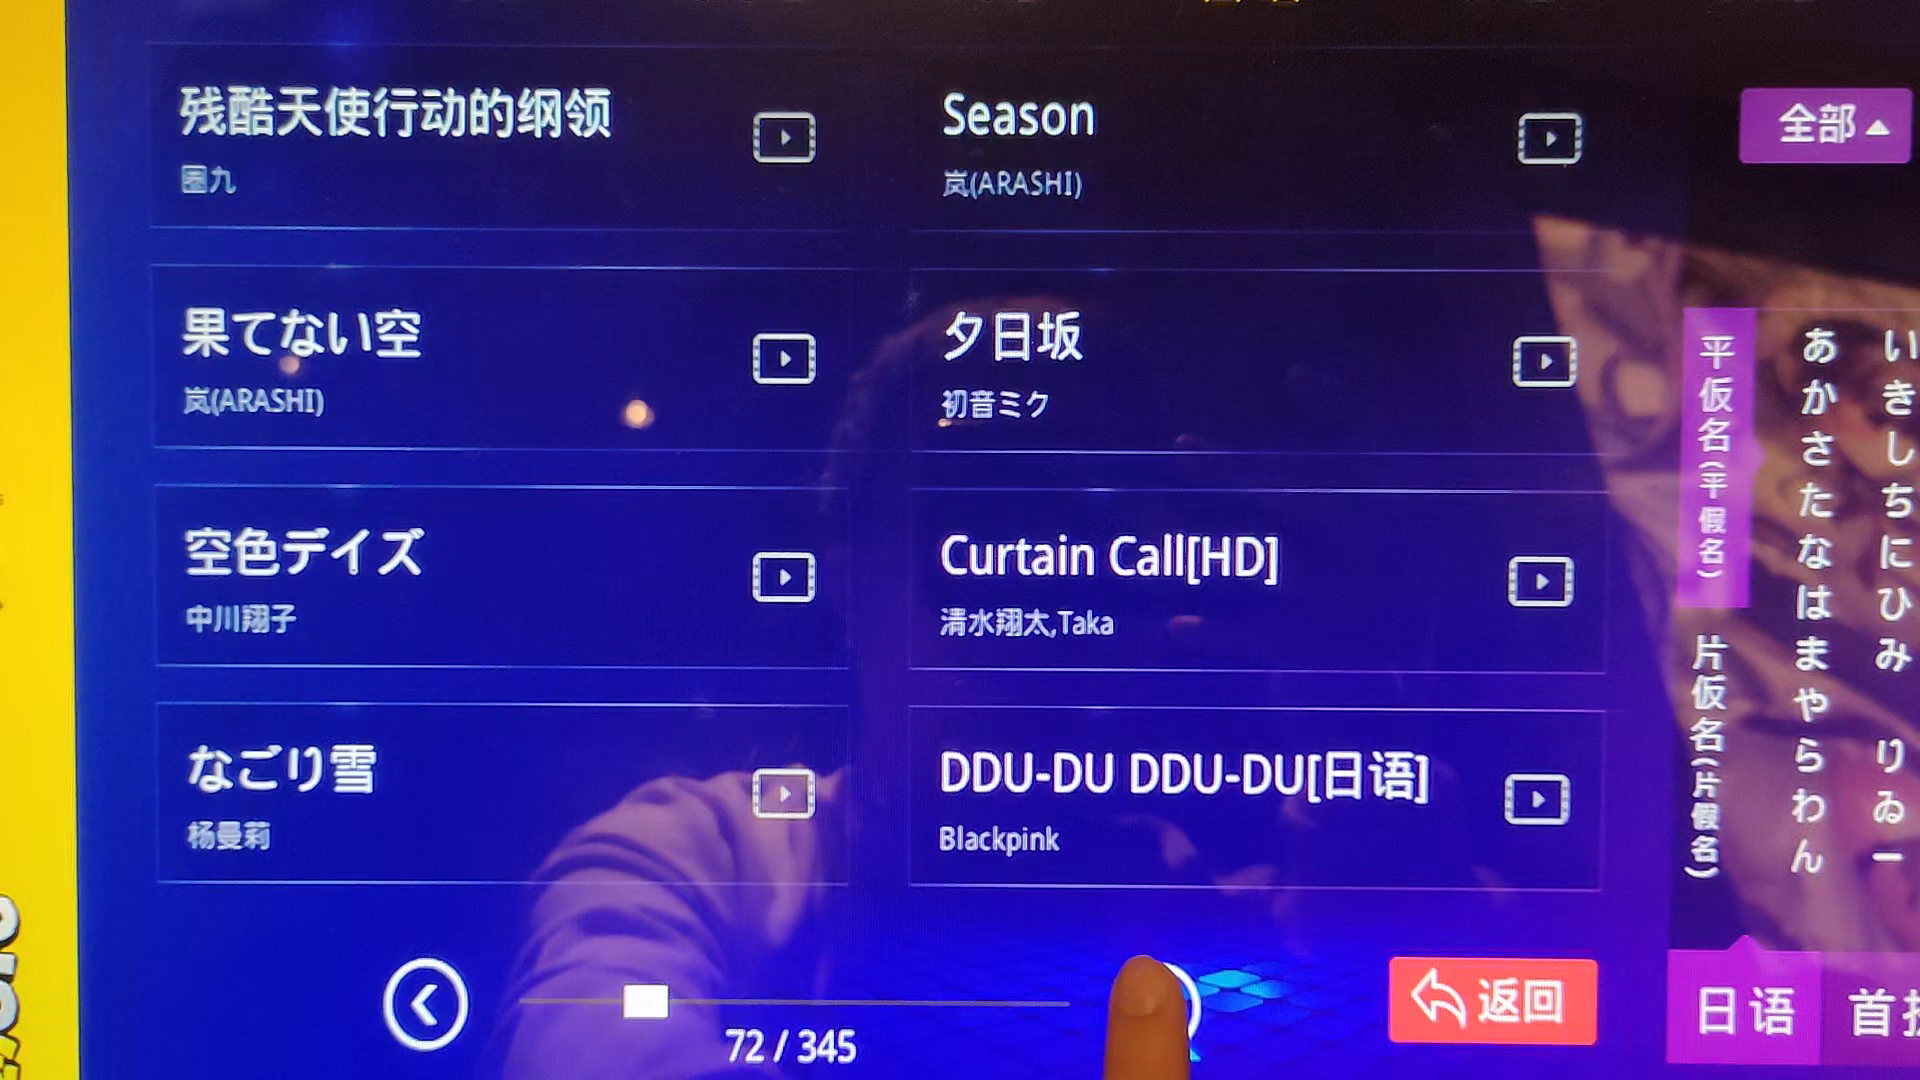 残酷天使行动的纲领
圈九
Season
岚(ARASHI)
全部
果てない空
岚(ARASHI)
夕日坂
初音ミク
空色デイズ
中川翔子
Curtain Call[HD]
清水翔太,Taka
なごり雪
杨曼莉
DDU-DU DDU-DU[日语]
Blackpink
平仮名(平假名)
片仮名(片假名)
あかさたなはまやらわん
いきしちにひみ りゐー
72 / 345
返回
日语
首